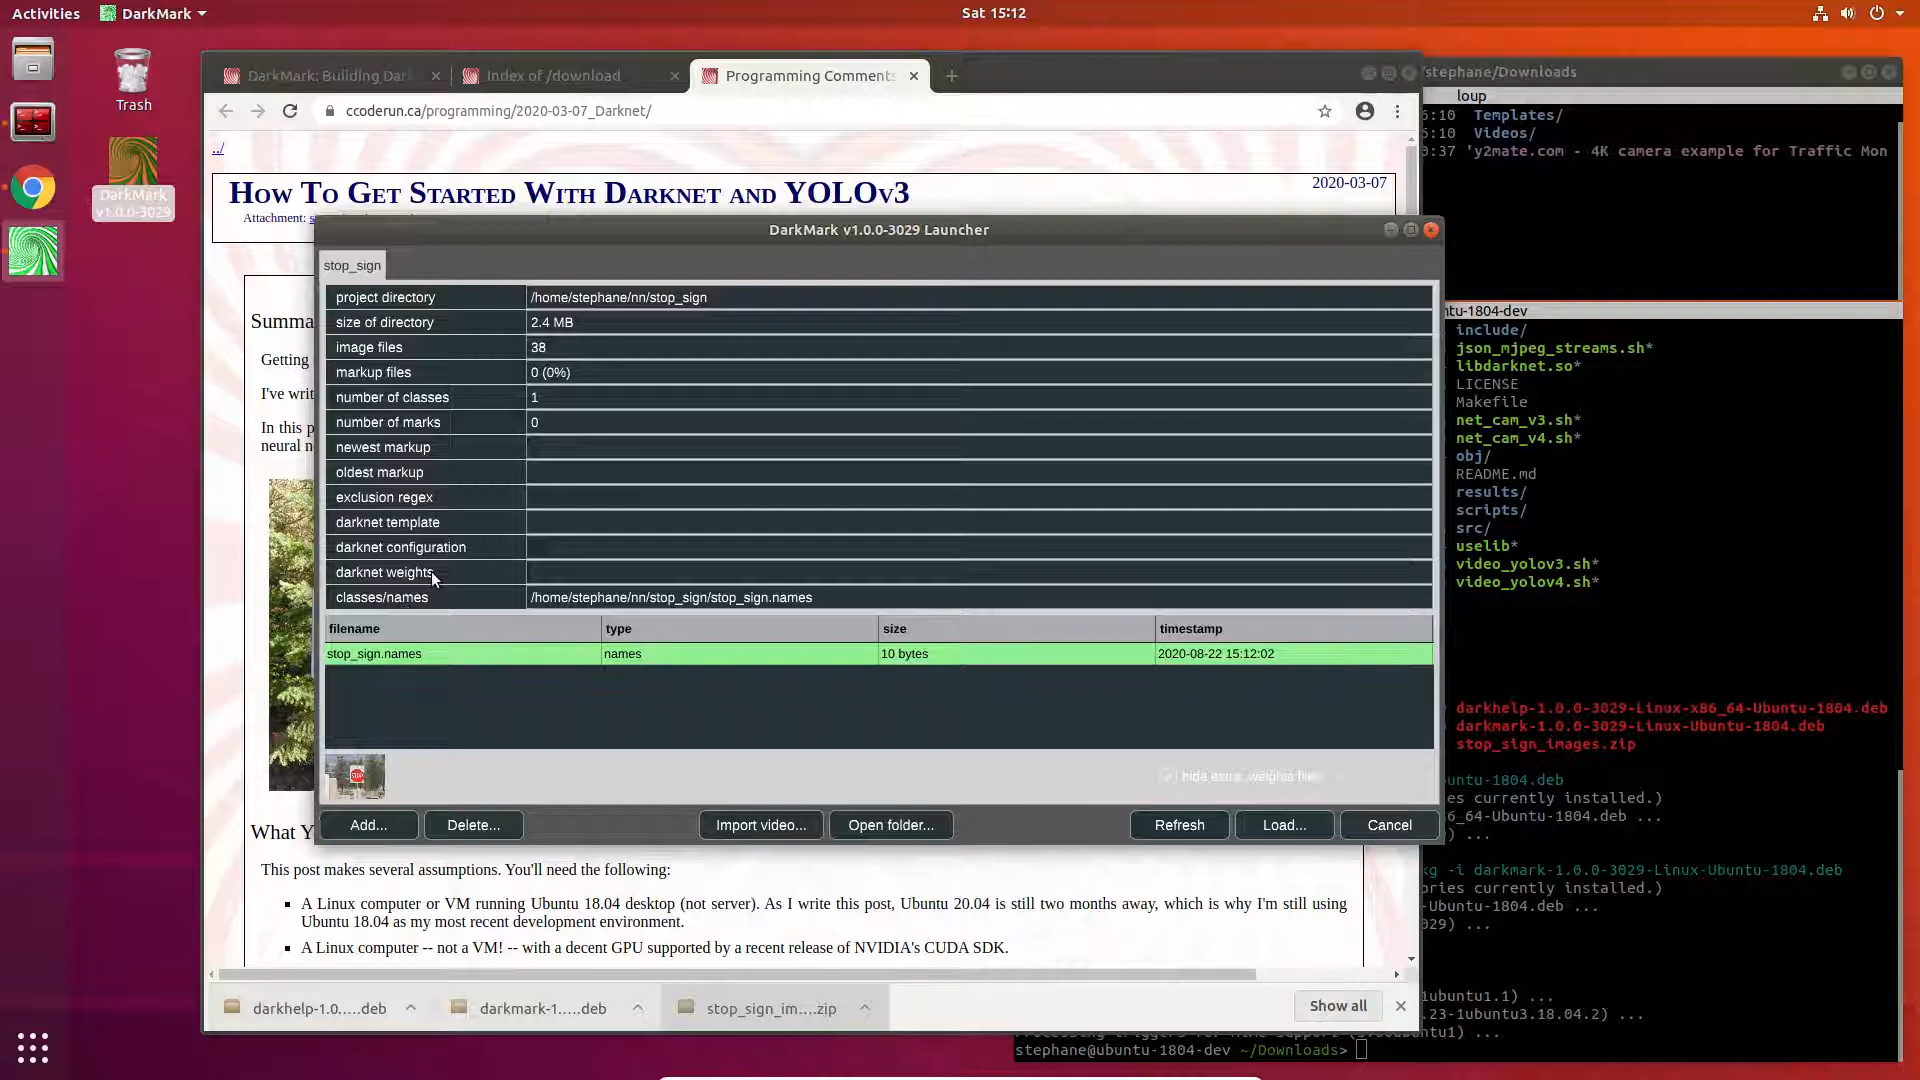 Activities
DarkMark
Sat 15:12
Trash
DarkMark
v1.0.0-3029
DarkMark: Building Dar
Index of /download
Programming Comments
ccoderun.ca/programming/2020-03-07_Darknet/
../
How To Get Started With Darknet and YOLOv3
2020-03-07
Attachment:
Summa
Getting
I've writ
In this p
neural n
What Y
This post makes several assumptions. You'll need the following:
A Linux computer or VM running Ubuntu 18.04 desktop (not server). As I write this post, Ubuntu 20.04 is still two months away, which is why I'm still using
Ubuntu 18.04 as my most recent development environment.
A Linux computer -- not a VM! -- with a decent GPU supported by a recent release of NVIDIA's CUDA SDK.
darkhelp-1.0.....deb
darkmark-1.....deb
stop_sign_im....zip
Show all
DarkMark v1.0.0-3029 Launcher
stop_sign
project directory /home/stephane/nn/stop_sign
size of directory 2.4 MB
image files 38
markup files 0 (0%)
number of classes 1
number of marks 0
newest markup
oldest markup
exclusion regex
darknet template
darknet configuration
darknet weights
classes/names /home/stephane/nn/stop_sign/stop_sign.names
filename type size timestamp
stop_sign.names names 10 bytes 2020-08-22 15:12:02
STOP
hide extra .weights file
Add...
Delete...
Import video...
Open folder...
Refresh
Load...
Cancel
/stephane/Downloads
loup
6:10 Templates/
6:10 Videos/
0:37 'y2mate.com - 4K camera example for Traffic Mon
ntu-1804-dev
include/
json_mjpeg_streams.sh*
libdarknet.so*
LICENSE
Makefile
net_cam_v3.sh*
net_cam_v4.sh*
obj/
README.md
results/
scripts/
src/
uselib*
video_yolov3.sh*
video_yolov4.sh*
darkhelp-1.0.0-3029-Linux-x86_64-Ubuntu-1804.deb
darkmark-1.0.0-3029-Linux-Ubuntu-1804.deb
stop_sign_images.zip
buntu-1804.deb
es currently installed.)
6_64-Ubuntu-1804.deb ...
) ...
kg -i darkmark-1.0.0-3029-Linux-Ubuntu-1804.deb
ories currently installed.)
-Ubuntu-1804.deb ...
29) ...
1ubuntu1.1) ...
.23-1ubuntu3.18.04.2) ...
stephane@ubuntu-1804-dev ~/Downloads>